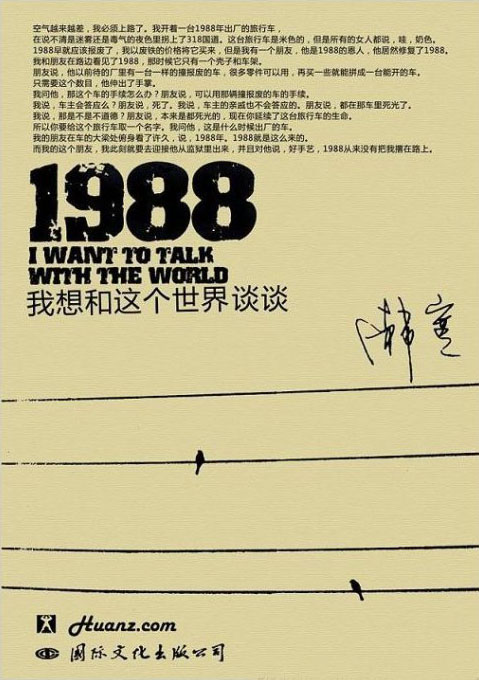 空气越来越差，我必须上路了。我开着一台1988年出厂的旅行车，
在说不清是迷雾还是毒气的夜色里拐上了318国道。这台旅行车是米色的，但是所有的女人都说，哇，奶色。
1988早就应该报废了，我以废铁的价格将它买来，但是我有一个朋友，他是1988的恩人，他居然修复了1988。
我和朋友在路边看见了1988，那时候它只有一个壳子和车架。
朋友说，他以前待的厂里有一台一样的撞报废的车，很多零件可以用，再买一些就能拼成一台能开的车。
只需要这个数目，他伸出了手掌。
我问他，那这个车的手续怎么办？朋友说，可以用那辆撞报废的车的手续。
我说，车主会答应么？朋友说，死了。我说，车主的亲戚也不会答应的。朋友说，都在那车里死光了。
我说，那是不是不道德？朋友说，本来是都死光的，现在你延续了这台旅行车的生命。
所以你要给这个旅行车取一个名字。我问他，这是什么时候出厂的车。
我的朋友在车的大梁处俯身看了许久，说，1988年。1988就是这么来的。
而我的这个朋友，我此刻就要去迎接他从监狱里出来，并且对他说，好手艺，1988从来没有把我撂在路上。
1988
I WANT TO TALK
WITH THE WORLD
我想和这个世界谈谈
韩寒
Huanz.com
国际文化出版公司